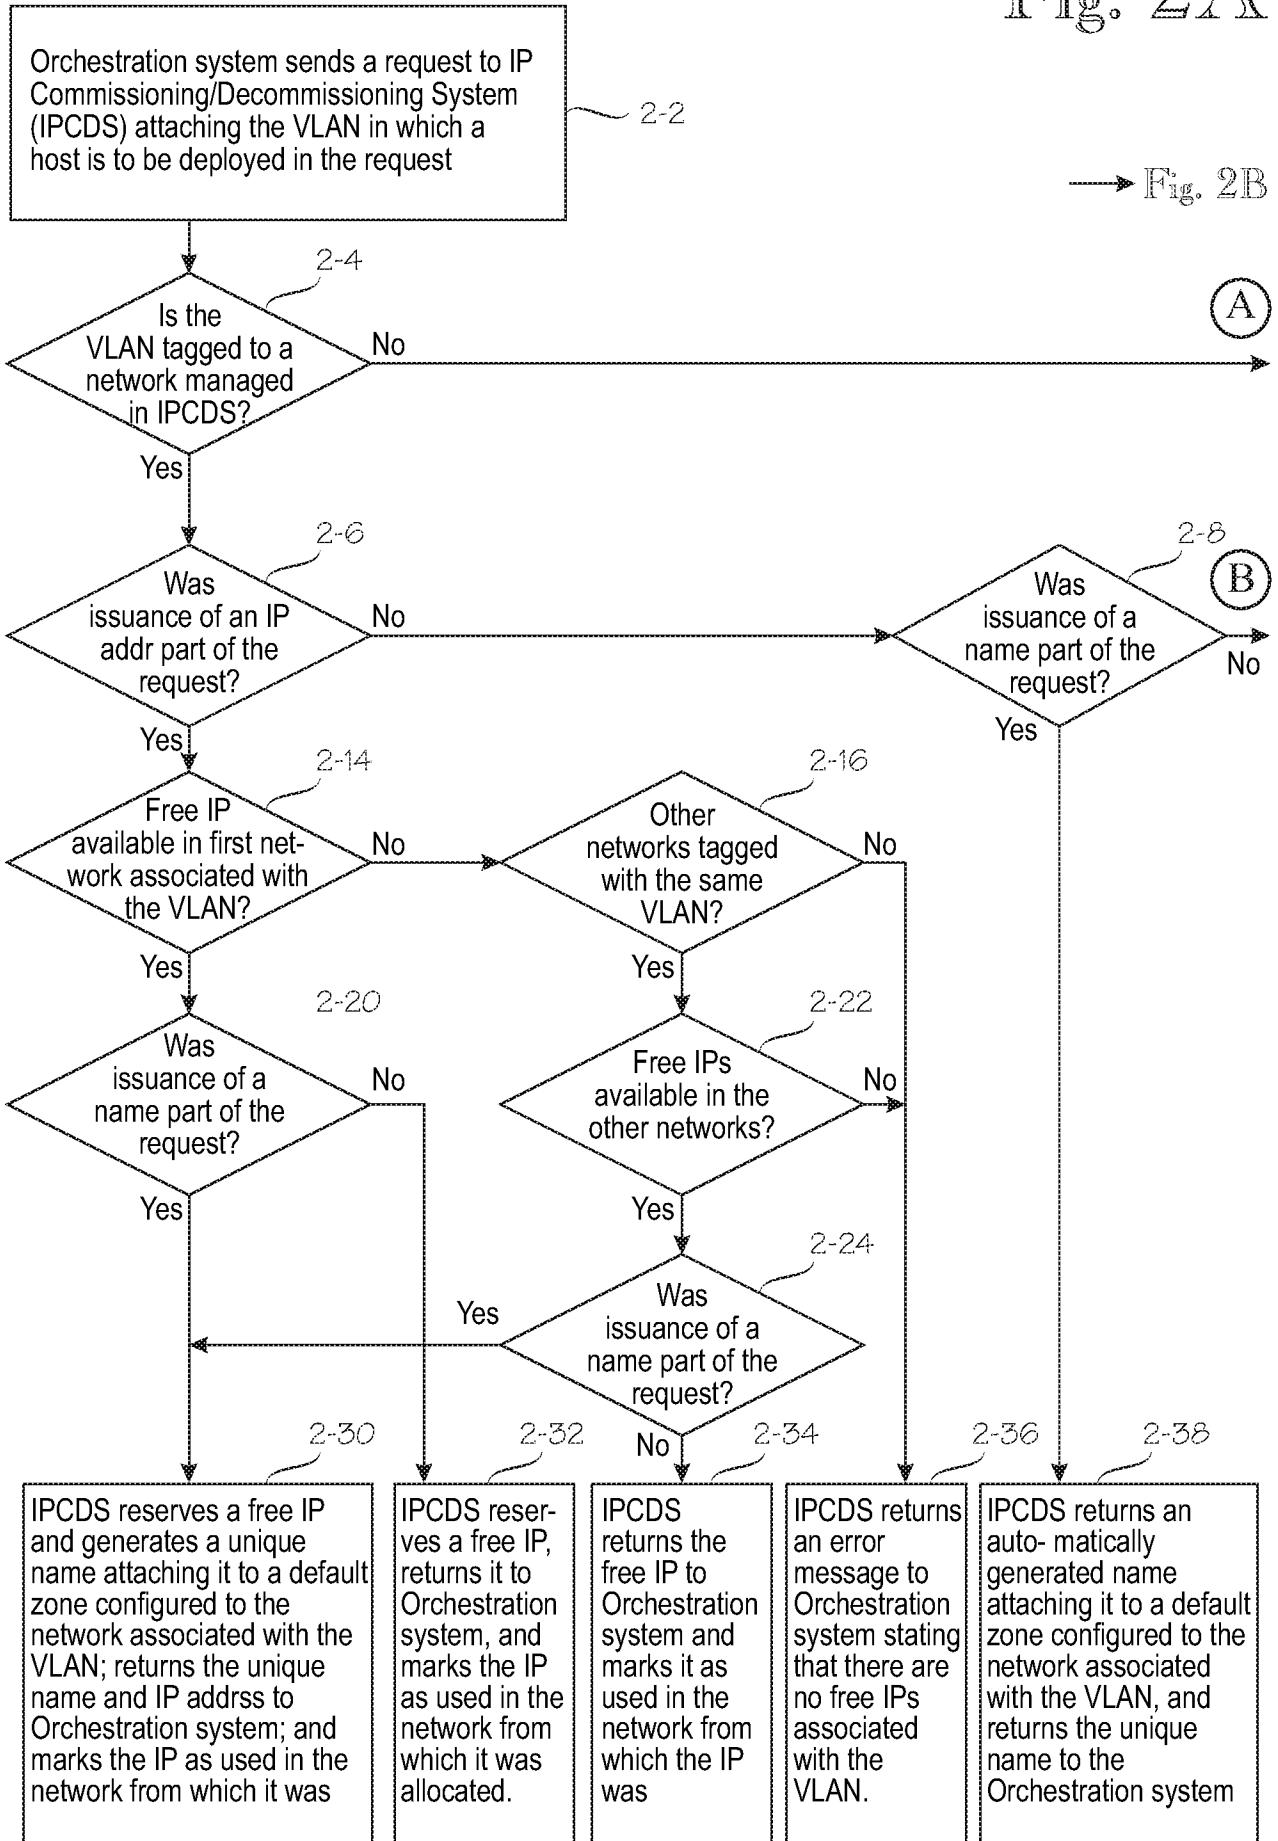 Fig. 2A
Orchestration system sends a request to IP
Commissioning/Decommissioning System
(IPCDS) attaching the VLAN in which a
host is to be deployed in the request
2-2
Fig. 2B
2-4
Is the
VLAN tagged to a
network managed
in IPCDS?
No
A
Yes
2-6
Was
issuance of an IP
addr part of the
request?
No
2-8
Was
issuance of a
name part of the
request?
B
No
Yes
Yes
2-14
Free IP
available in first net-
work associated with
the VLAN?
No
2-16
Other
networks tagged
with the same
VLAN?
No
Yes
Yes
2-20
Was
issuance of a
name part of the
request?
No
2-22
Free IPs
available in the
other networks?
No
Yes
Yes
2-24
Was
issuance of a
name part of the
request?
Yes
No
2-30
IPCDS reserves a free IP
and generates a unique
name attaching it to a default
zone configured to the
network associated with the
VLAN; returns the unique
name and IP addrss to
Orchestration system; and
marks the IP as used in the
network from which it was
2-32
IPCDS reser-
ves a free IP,
returns it to
Orchestration
system, and
marks the IP
as used in the
network from
which it was
allocated.
2-34
IPCDS
returns the
free IP to
Orchestration
system and
marks it as
used in the
network from
which the IP
was
2-36
IPCDS returns
an error
message to
Orchestration
system stating
that there are
no free IPs
associated
with the
VLAN.
2-38
IPCDS returns an
auto- matically
generated name
attaching it to a default
zone configured to the
network associated
with the VLAN, and
returns the unique
name to the
Orchestration system